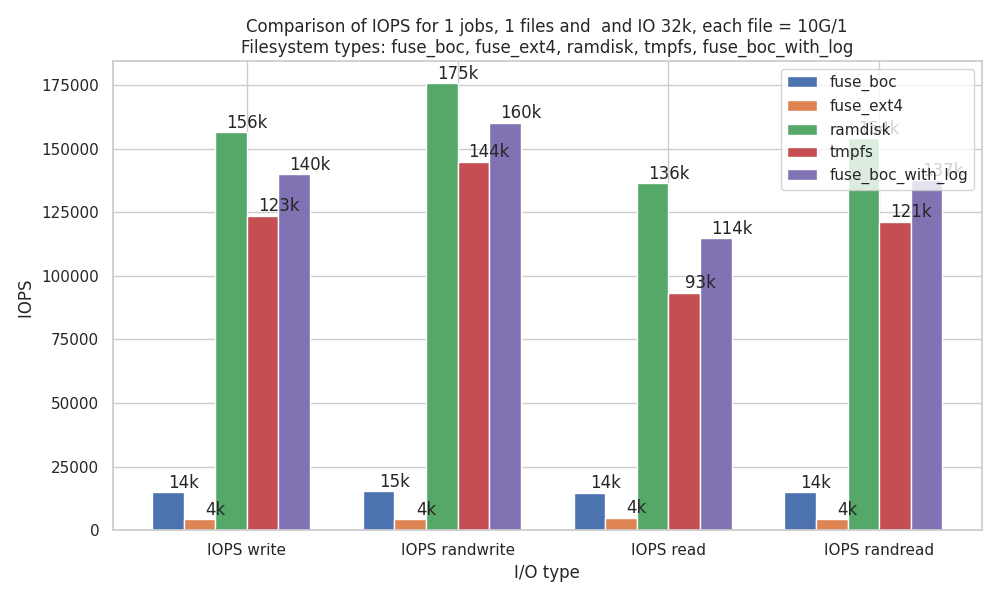 Comparison of IOPS for 1 jobs, 1 files and  and IO 32k, each file = 10G/1
Filesystem types: fuse_boc, fuse_ext4, ramdisk, tmpfs, fuse_boc_with_log
IOPS
175000
150000
125000
100000
75000
50000
25000
0
14k
4k
156k
123k
140k
15k
4k
175k
144k
160k
14k
4k
136k
93k
114k
14k
4k
121k
137k
fuse_boc
fuse_ext4
ramdisk
tmpfs
fuse_boc_with_log
IOPS write
IOPS randwrite
IOPS read
IOPS randread
I/O type